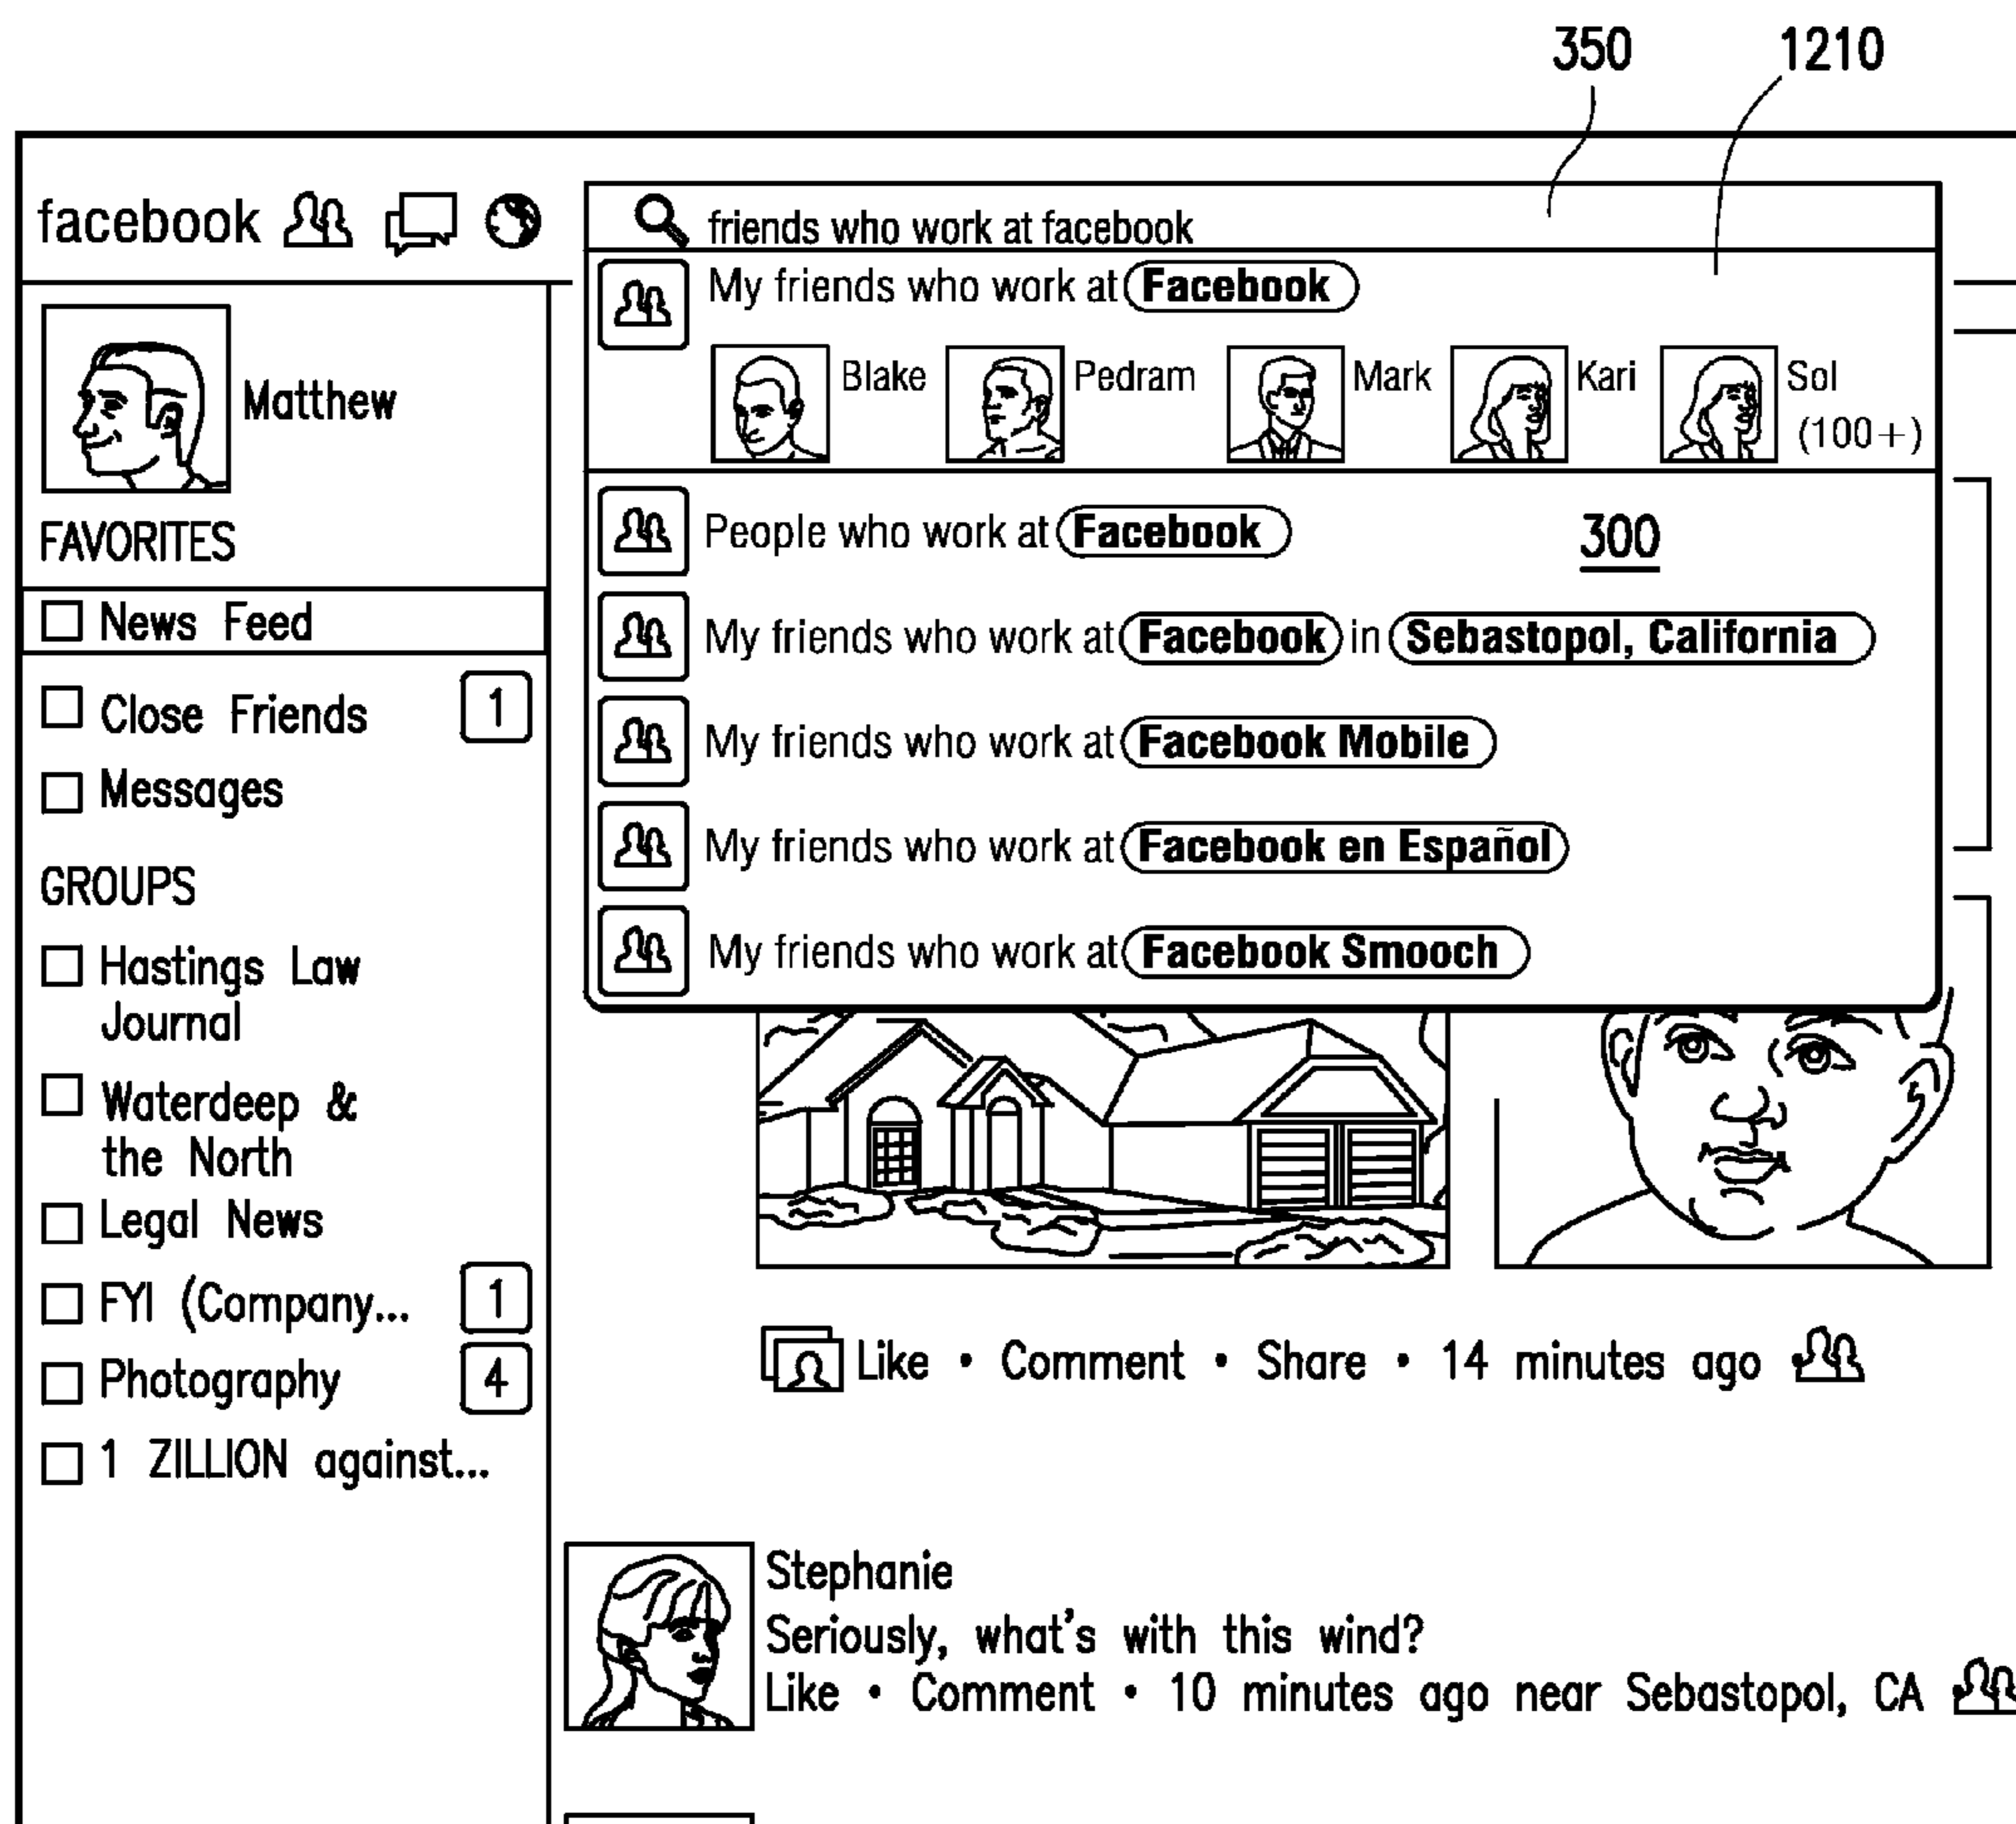 350 1210
facebook
friends who work at facebook
My friends who work at Facebook
Blake Pedram Mark Kari Sol
(100+)
Matthew
FAVORITES
News Feed
Close Friends 1
Messages
GROUPS
Hastings Law
Journal
Waterdeep &
the North
Legal News
FYI (Company... 1
Photography 4
1 ZILLION against...
People who work at Facebook
300
My friends who work at Facebook in Sebastopol, California
My friends who work at Facebook Mobile
My friends who work at Facebook en Español
My friends who work at Facebook Smooch
Like • Comment • Share • 14 minutes ago
Stephanie
Seriously, what's with this wind?
Like • Comment • 10 minutes ago near Sebastopol, CA